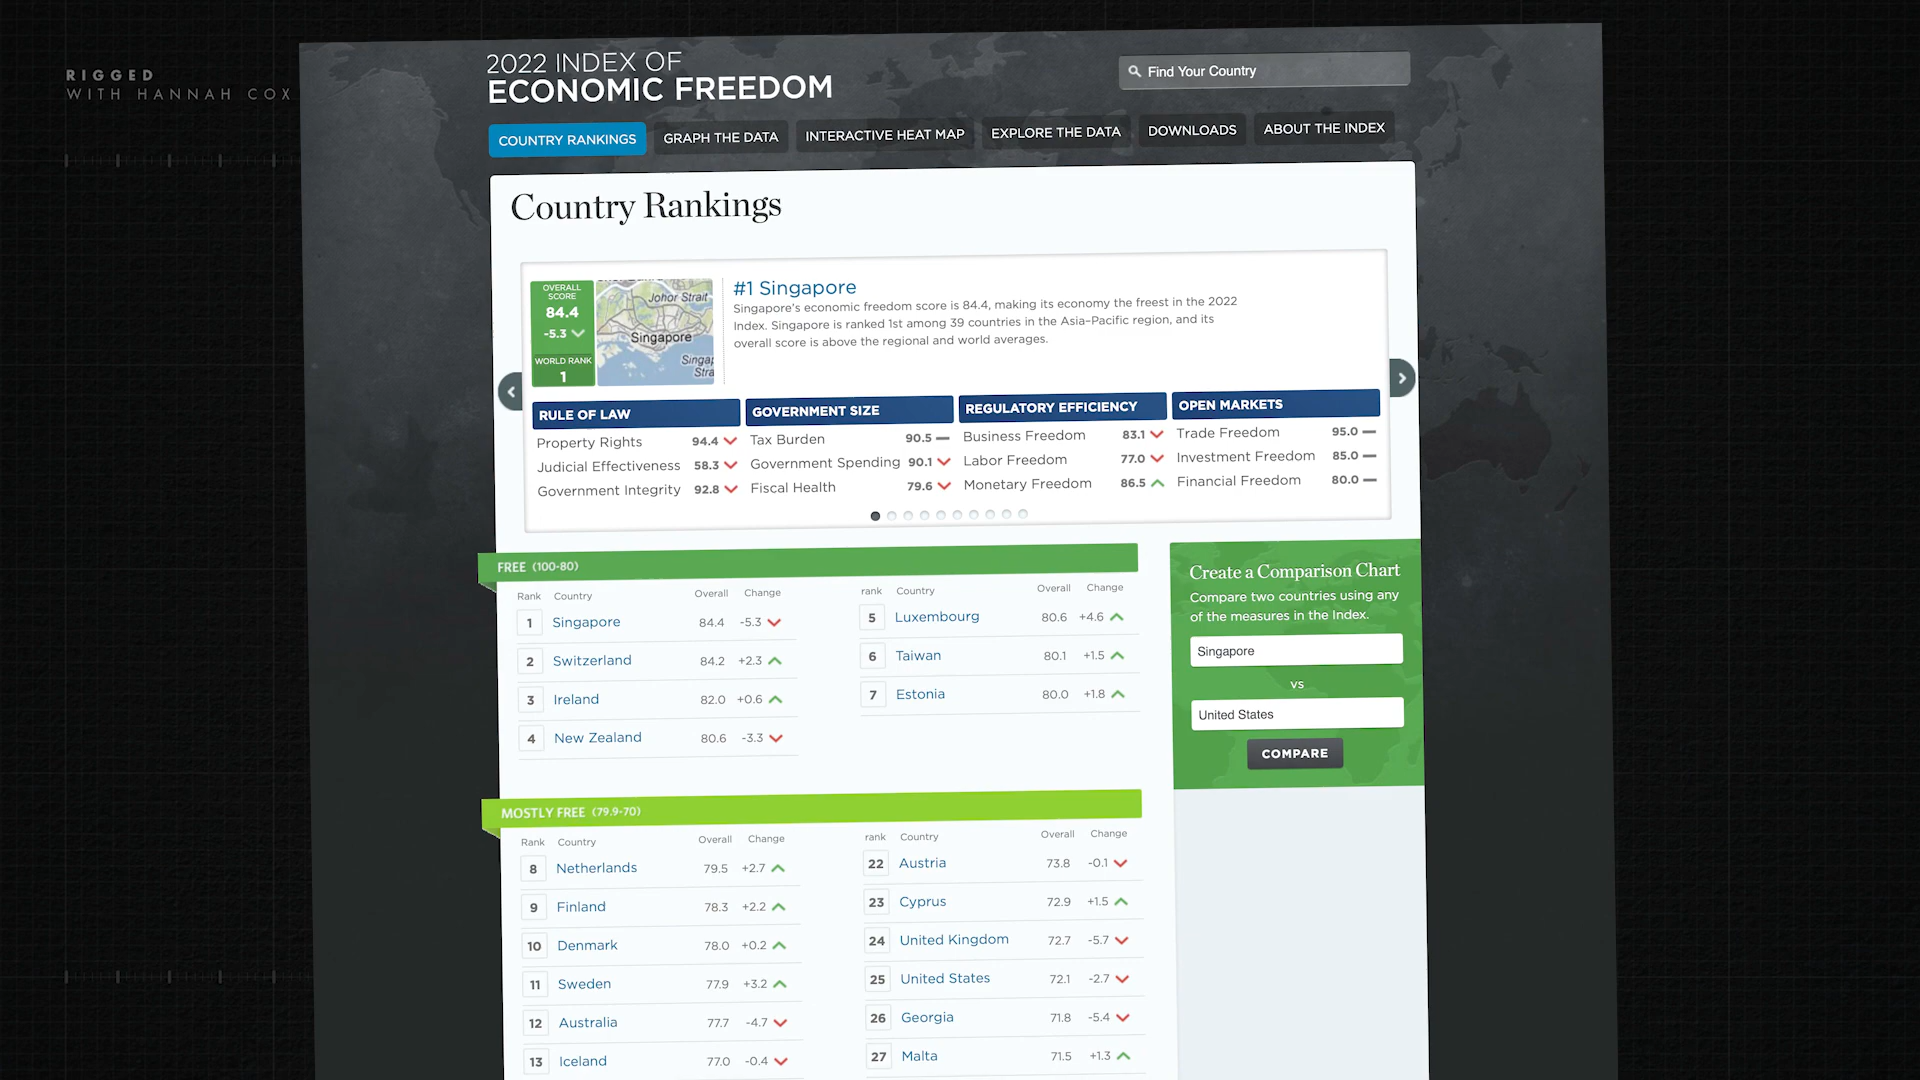 RIGGED
WITH HANNAH COX
2022 INDEX OF
ECONOMIC FREEDOM
Find Your Country
COUNTRY RANKINGS
GRAPH THE DATA
INTERACTIVE HEAT MAP
EXPLORE THE DATA
DOWNLOADS
ABOUT THE INDEX
Country Rankings
OVERALL
SCORE
84.4
-5.3
WORLD RANK
1
Johor Strait
Singapore
#1 Singapore
Singapore's economic freedom score is 84.4, making its economy the freest in the 2022
Index. Singapore is ranked 1st among 39 countries in the Asia–Pacific region, and its
overall score is above the regional and world averages.
RULE OF LAW
Property Rights 94.4
Judicial Effectiveness 58.3
Government Integrity 92.8
GOVERNMENT SIZE
Tax Burden 90.5
Government Spending 90.1
Fiscal Health 79.6
REGULATORY EFFICIENCY
Business Freedom 83.1
Labor Freedom 77.0
Monetary Freedom 86.5
OPEN MARKETS
Trade Freedom 95.0
Investment Freedom 85.0
Financial Freedom 80.0
FREE (100-80)
Rank Country Overall Change
1 Singapore 84.4 -5.3
2 Switzerland 84.2 +2.3
3 Ireland 82.0 +0.6
4 New Zealand 80.6 -3.3
rank Country Overall Change
5 Luxembourg 80.6 +4.6
6 Taiwan 80.1 +1.5
7 Estonia 80.0 +1.8
Create a Comparison Chart
Compare two countries using any
of the measures in the Index.
Singapore
vs
United States
COMPARE
MOSTLY FREE (79.9-70)
Rank Country Overall Change
8 Netherlands 79.5 +2.7
9 Finland 78.3 +2.2
10 Denmark 78.0 +0.2
11 Sweden 77.9 +3.2
12 Australia 77.7 -4.7
13 Iceland 77.0 -0.4
rank Country Overall Change
22 Austria 73.8 -0.1
23 Cyprus 72.9 +1.5
24 United Kingdom 72.7 -5.7
25 United States 72.1 -2.7
26 Georgia 71.8 -5.4
27 Malta 71.5 +1.3